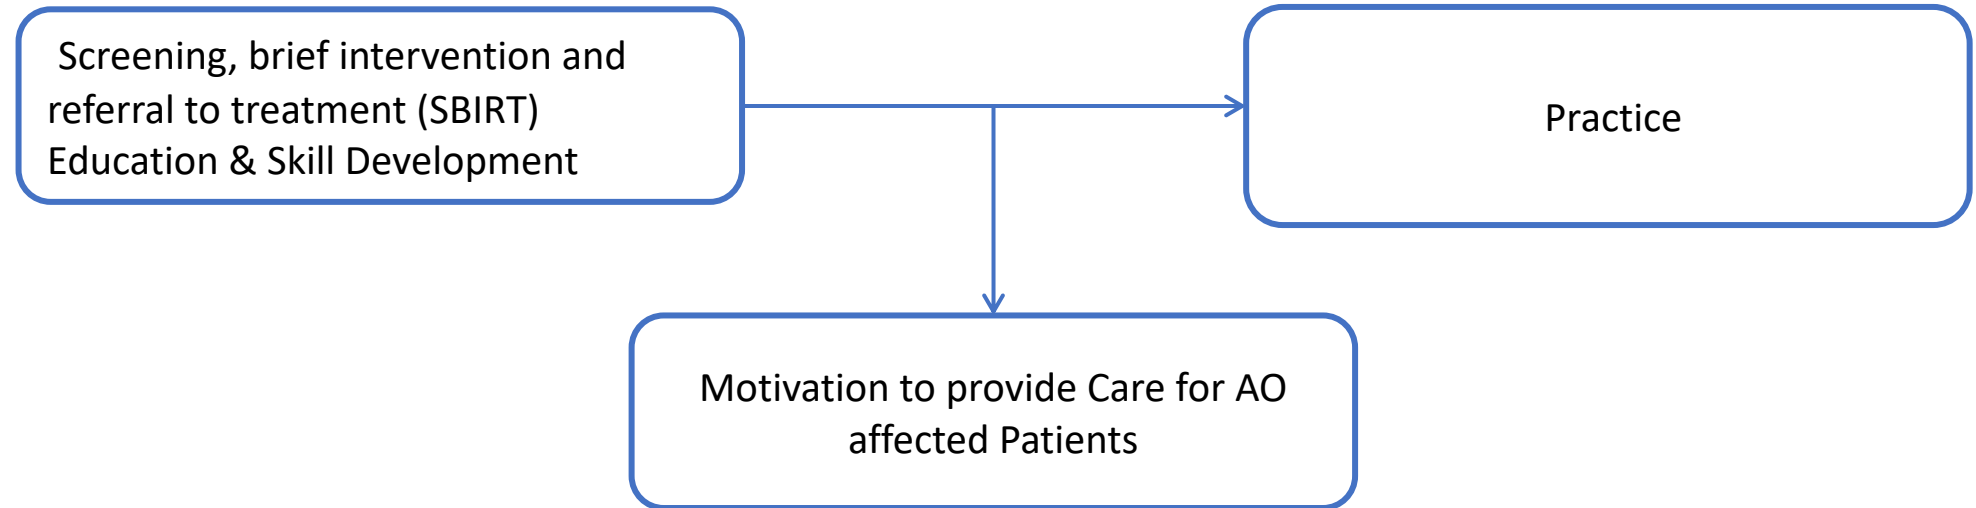 Screening, brief intervention and
referral to treatment (SBIRT)
Education & Skill Development
Practice
Motivation to provide Care for AO
affected Patients